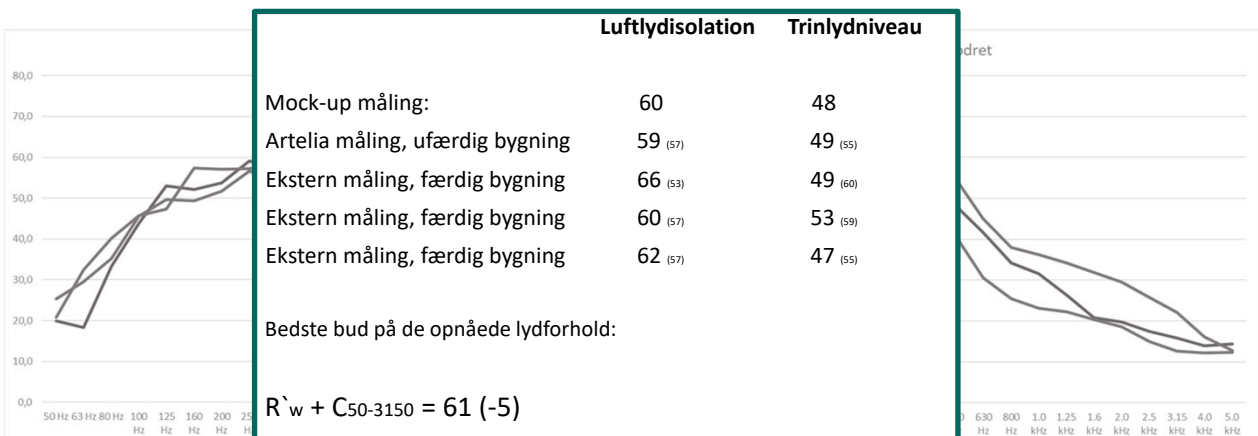 Luftlydisolation Trinlydniveau
odret
Mock-up måling: 60 48
Artelia måling, ufærdig bygning 59 (57) 49 (55)
Ekstern måling, færdig bygning 66 (53) 49 (60)
Ekstern måling, færdig bygning 60 (57) 53 (59)
Ekstern måling, færdig bygning 62 (57) 47 (55)
Bedste bud på de opnåede lydforhold:
R`w + C50-3150 = 61 (-5)
80,0
70,0
60,0
50,0
40,0
30,0
20,0
10,0
0,0
50 Hz 63 Hz 80 Hz 100 Hz 125 Hz 160 Hz 200 Hz
630 Hz 800 Hz 1.0 kHz 1.25 kHz 1.6 kHz 2.0 kHz 2.5 kHz 3.15 kHz 4.0 kHz 5.0 kHz